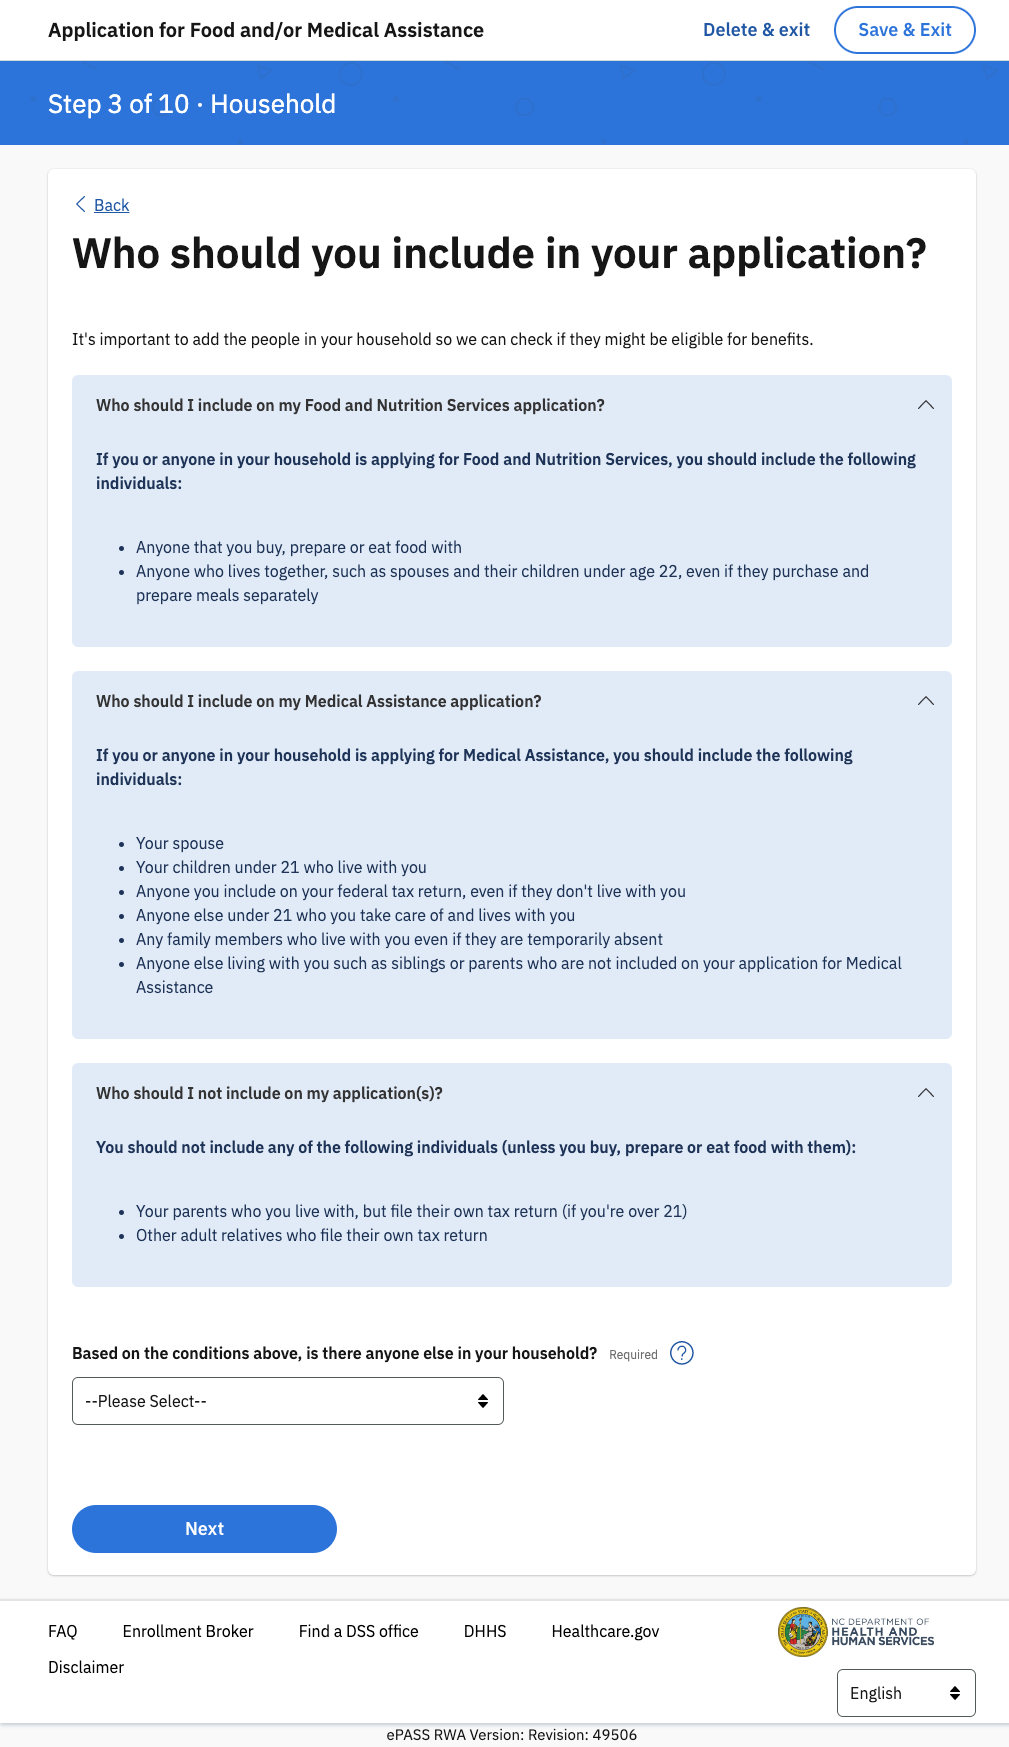 Application for Food and/or Medical Assistance
Delete & exit
Save & Exit
Step 3 of 10 · Household
Back
Who should you include in your application?
It's important to add the people in your household so we can check if they might be eligible for benefits.
Who should I include on my Food and Nutrition Services application?
If you or anyone in your household is applying for Food and Nutrition Services, you should include the following
individuals:
• Anyone that you buy, prepare or eat food with
• Anyone who lives together, such as spouses and their children under age 22, even if they purchase and
prepare meals separately
Who should I include on my Medical Assistance application?
If you or anyone in your household is applying for Medical Assistance, you should include the following
individuals:
• Your spouse
• Your children under 21 who live with you
• Anyone you include on your federal tax return, even if they don't live with you
• Anyone else under 21 who you take care of and lives with you
• Any family members who live with you even if they are temporarily absent
• Anyone else living with you such as siblings or parents who are not included on your application for Medical
Assistance
Who should I not include on my application(s)?
You should not include any of the following individuals (unless you buy, prepare or eat food with them):
• Your parents who you live with, but file their own tax return (if you're over 21)
• Other adult relatives who file their own tax return
Based on the conditions above, is there anyone else in your household? Required ?
--Please Select--
Next
FAQ Enrollment Broker Find a DSS office DHHS Healthcare.gov
Disclaimer
NC DEPARTMENT OF
HEALTH AND
HUMAN SERVICES
English
ePASS RWA Version: Revision: 49506